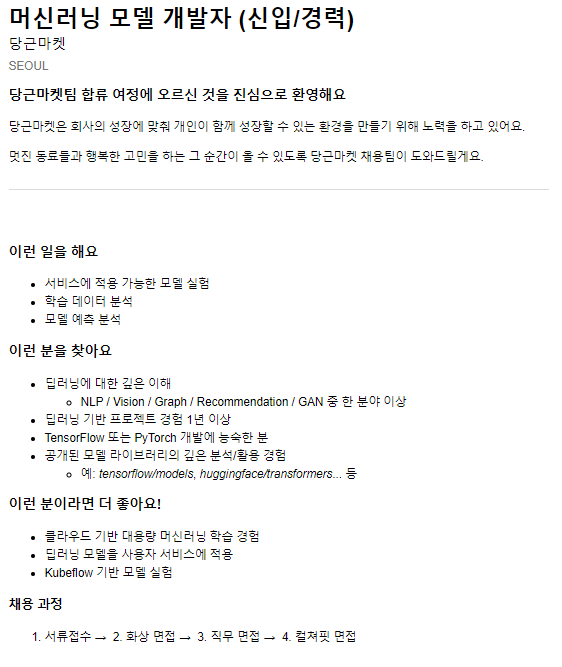 머신러닝 모델 개발자 (신입/경력)
당근마켓
SEOUL
당근마켓팀 합류 여정에 오르신 것을 진심으로 환영해요
당근마켓은 회사의 성장에 맞춰 개인이 함께 성장할 수 있는 환경을 만들기 위해 노력을 하고 있어요.
멋진 동료들과 행복한 고민을 하는 그 순간이 올 수 있도록 당근마켓 채용팀이 도와드릴게요.
이런 일을 해요
• 서비스에 적용 가능한 모델 실험
• 학습 데이터 분석
• 모델 예측 분석
이런 분을 찾아요
• 딥러닝에 대한 깊은 이해
◦ NLP / Vision / Graph / Recommendation / GAN 중 한 분야 이상
• 딥러닝 기반 프로젝트 경험 1년 이상
• TensorFlow 또는 PyTorch 개발에 능숙한 분
• 공개된 모델 라이브러리의 깊은 분석/활용 경험
◦ 예: tensorflow/models, huggingface/transformers... 등
이런 분이라면 더 좋아요!
• 클라우드 기반 대용량 머신러닝 학습 경험
• 딥러닝 모델을 사용자 서비스에 적용
• Kubeflow 기반 모델 실험
채용 과정
1. 서류접수 → 2. 화상 면접 → 3. 직무 면접 → 4. 컬쳐핏 면접